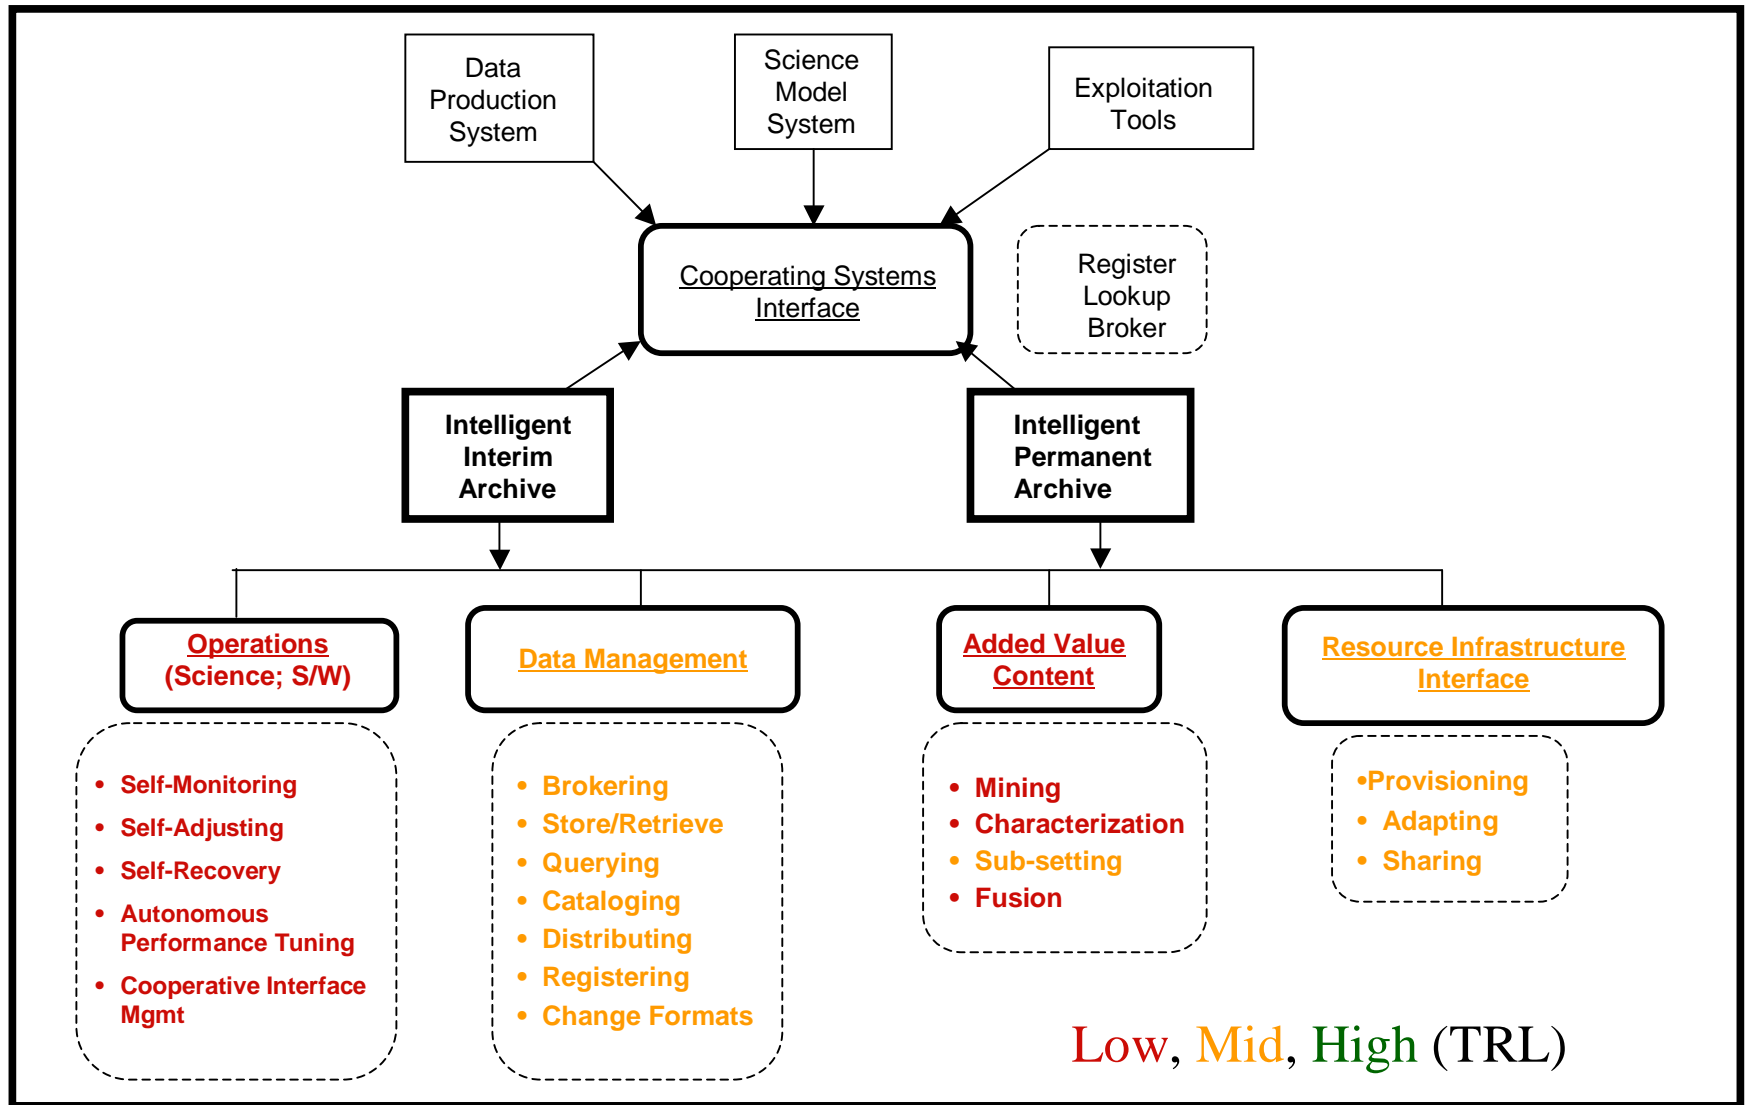 Data
Production
System
Science
Model
System
Exploitation
Tools
Cooperating Systems
Interface
Register
Lookup
Broker
Intelligent
Interim
Archive
Intelligent
Permanent
Archive
Operations
(Science; S/W)
Data Management
Added Value
Content
Resource Infrastructure
Interface
• Self-Monitoring
• Self-Adjusting
• Self-Recovery
• Autonomous
Performance Tuning
• Cooperative Interface
Mgmt
• Brokering
• Store/Retrieve
• Querying
• Cataloging
• Distributing
• Registering
• Change Formats
• Mining
• Characterization
• Sub-setting
• Fusion
•Provisioning
• Adapting
• Sharing
Low, Mid, High (TRL)